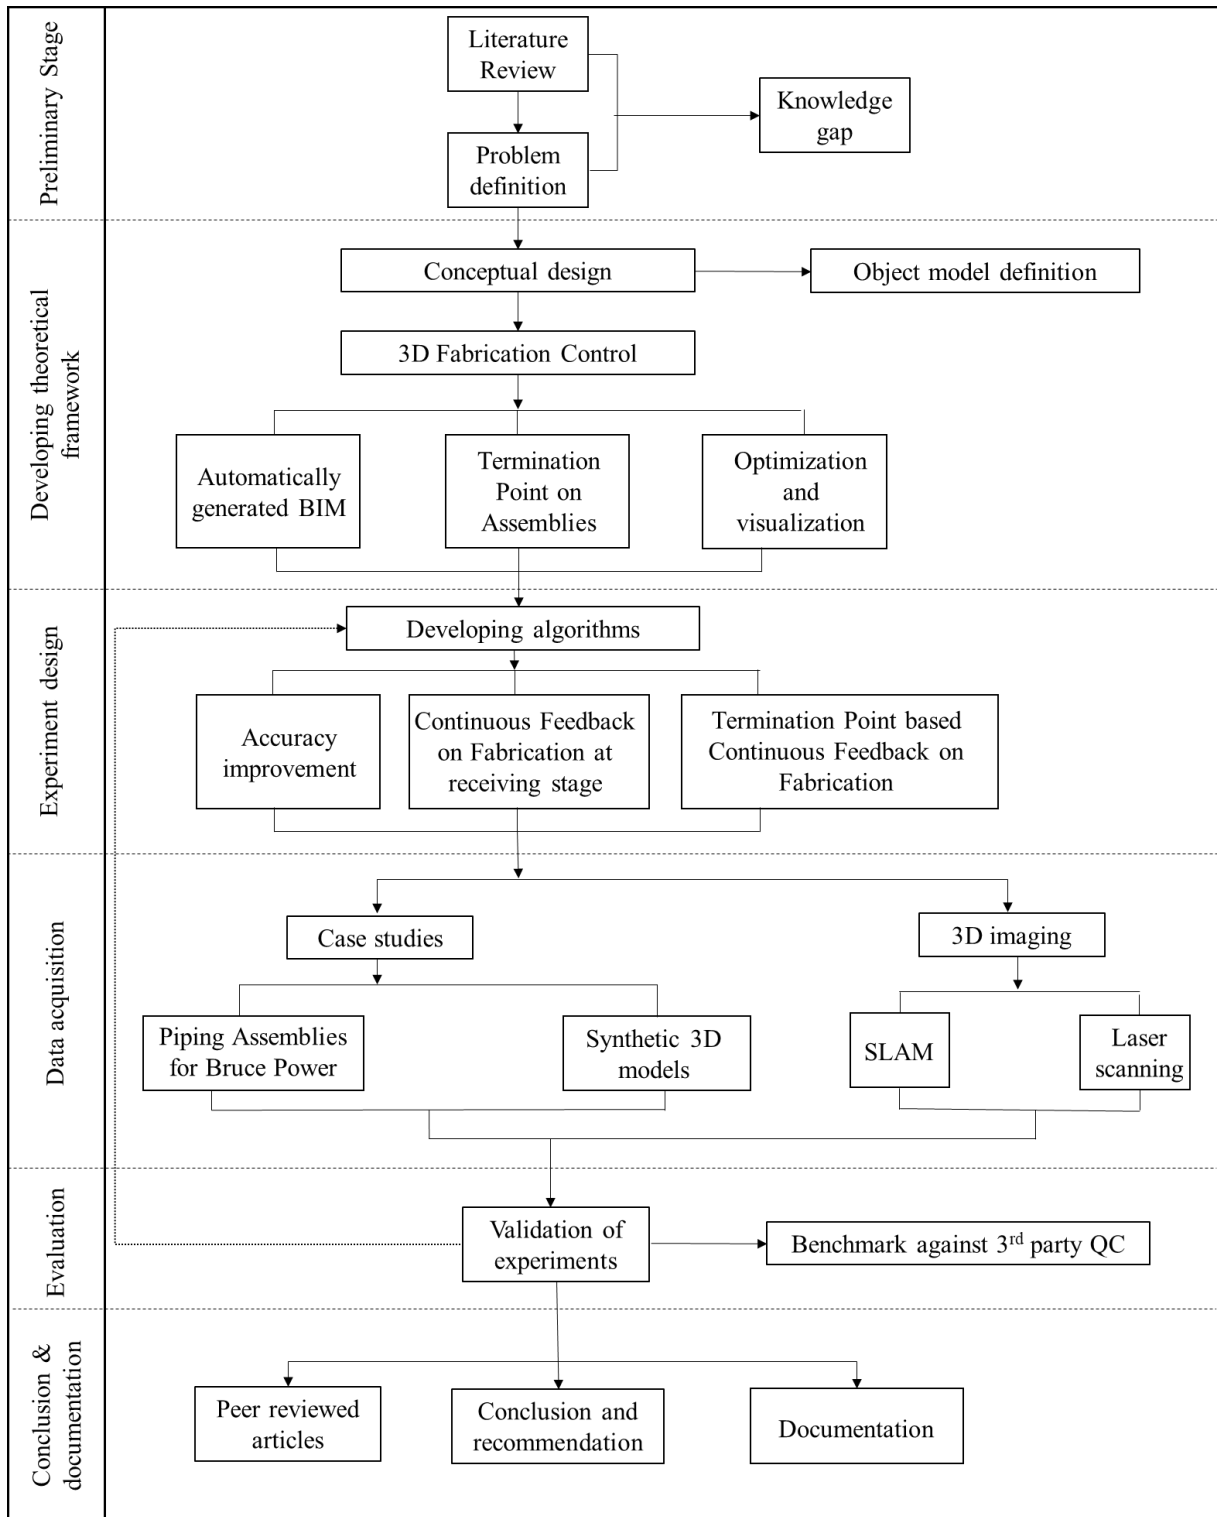 Preliminary Stage
Literature
Review
Knowledge
gap
Problem
definition
Developing theoretical
framework
Conceptual design
Object model definition
3D Fabrication Control
Automatically
generated BIM
Termination
Point on
Assemblies
Optimization
and
visualization
Experiment design
Developing algorithms
Accuracy
improvement
Continuous Feedback
on Fabrication at
receiving stage
Termination Point based
Continuous Feedback on
Fabrication
Data acquisition
Case studies
3D imaging
Piping Assemblies
for Bruce Power
Synthetic 3D
models
SLAM
Laser
scanning
Evaluation
Validation of
experiments
Benchmark against 3rd party QC
Conclusion &
documentation
Peer reviewed
articles
Conclusion and
recommendation
Documentation